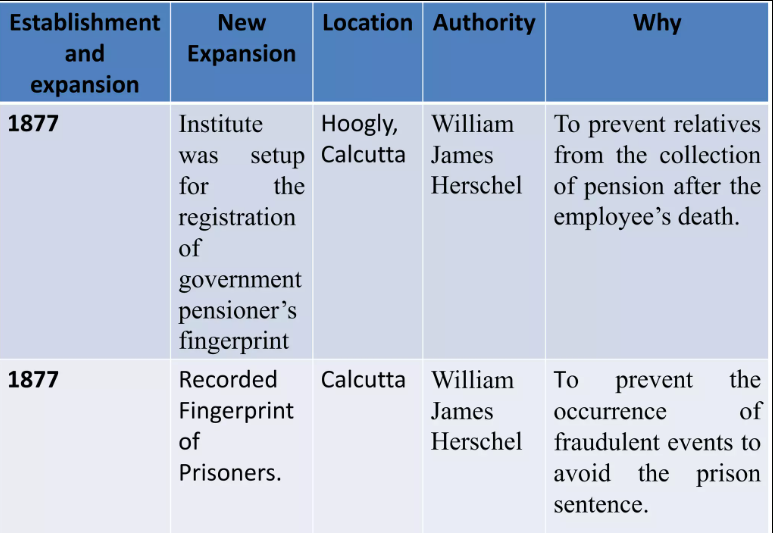 Establishment
and
expansion
New
Expansion
Location
Authority
Why
1877
Institute
was setup
for the
registration
of
government
pensioner's
fingerprint
Hoogly,
Calcutta
William
James
Herschel
To prevent relatives
from the collection
of pension after the
employee's death.
1877
Recorded
Fingerprint
of
Prisoners.
Calcutta
William
James
Herschel
To prevent the
occurrence of
fraudulent events to
avoid the prison
sentence.